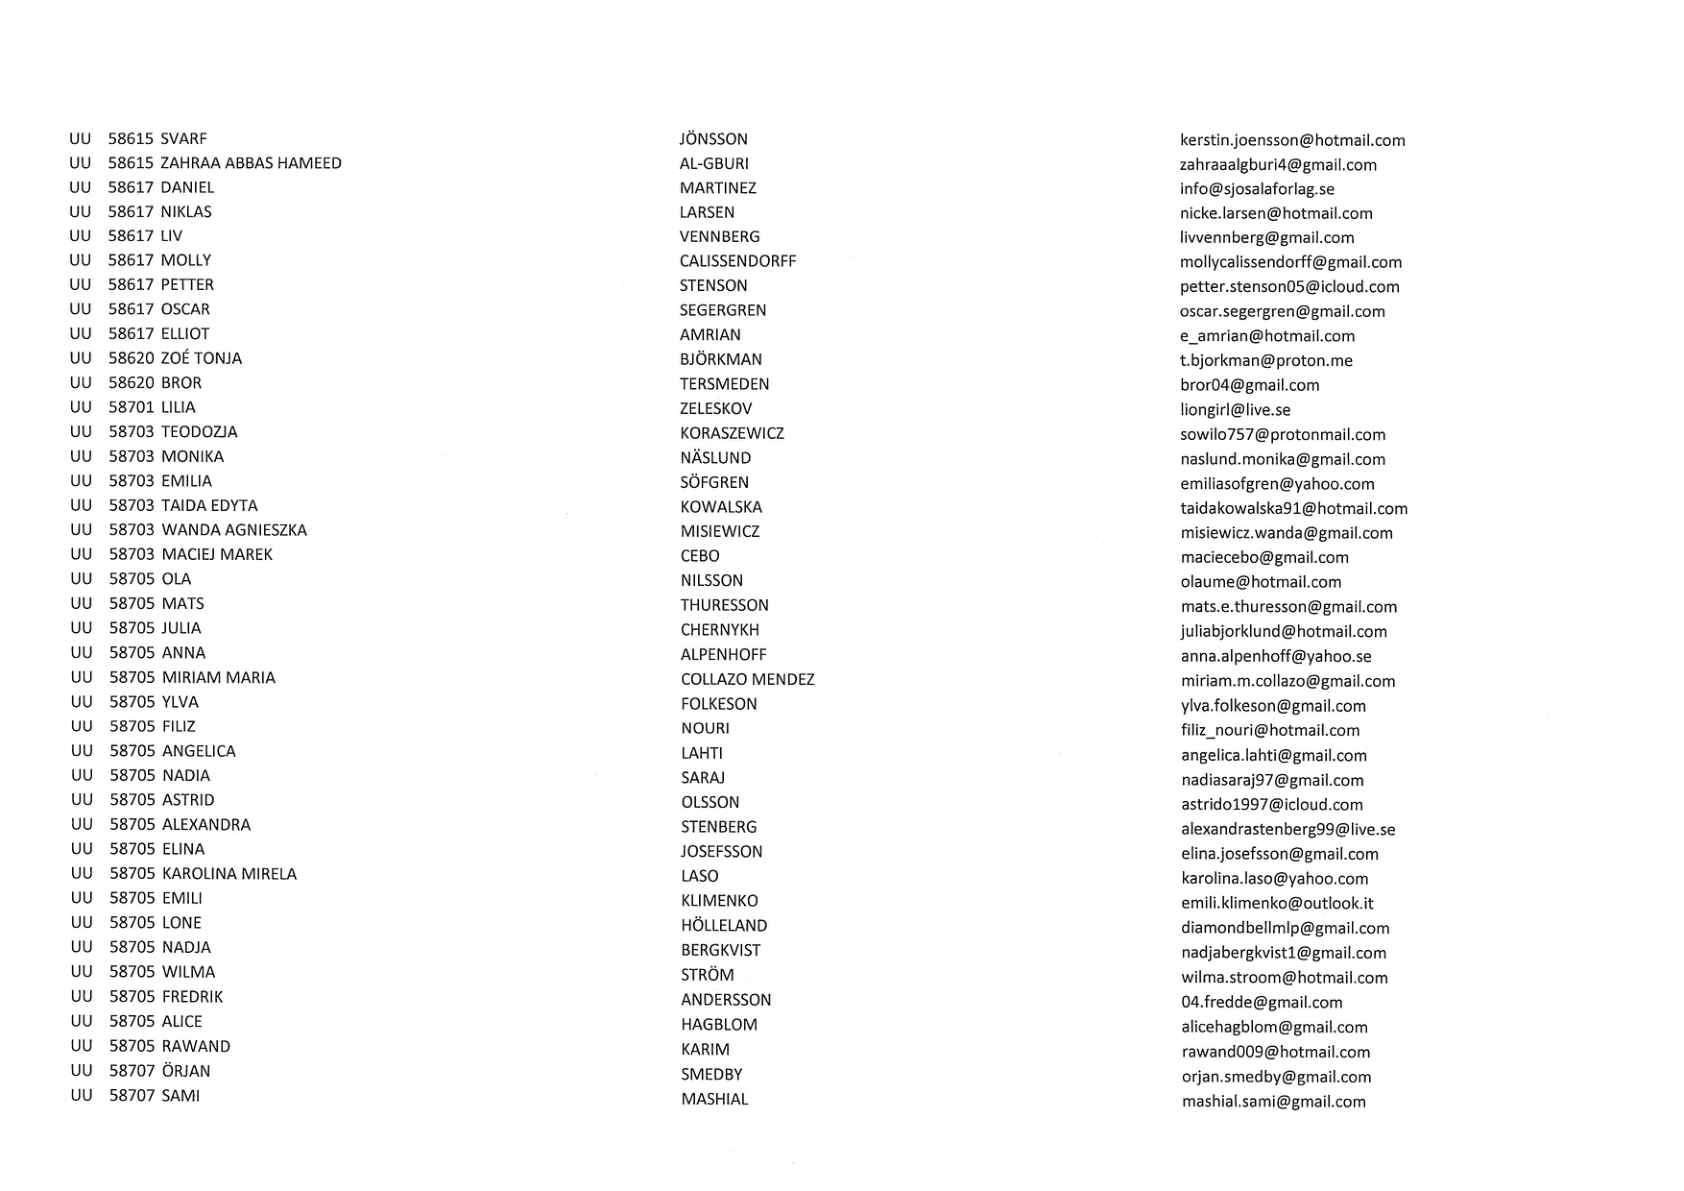 UU 58615 SVARF JÖNSSON kerstin.joensson@hotmail.com
UU 58615 ZAHRAA ABBAS HAMEED AL-GBURI zahraaalgburi4@gmail.com
UU 58617 DANIEL MARTINEZ info@sjosalaforlag.se
UU 58617 NIKLAS LARSEN nicke.larsen@hotmail.com
UU 58617 LIV VENNBERG livvennberg@gmail.com
UU 58617 MOLLY CALISSENDORFF mollycalissendorff@gmail.com
UU 58617 PETTER STENSON petter.stenson05@icloud.com
UU 58617 OSCAR SEGERGREN oscar.segergren@gmail.com
UU 58617 ELLIOT AMRIAN e_amrian@hotmail.com
UU 58620 ZOÉ TONJA BJÖRKMAN t.bjorkman@proton.me
UU 58620 BROR TERSMEDEN bror04@gmail.com
UU 58701 LILIA ZELESKOV liongirl@live.se
UU 58703 TEODOZJA KORASZEWICZ sowilo757@protonmail.com
UU 58703 MONIKA NÄSLUND naslund.monika@gmail.com
UU 58703 EMILIA SÖFGREN emiliasofgren@yahoo.com
UU 58703 TAIDA EDYTA KOWALSKA taidakowalska91@hotmail.com
UU 58703 WANDA AGNIESZKA MISIEWICZ misiewicz.wanda@gmail.com
UU 58703 MACIEJ MAREK CEBO maciecebo@gmail.com
UU 58705 OLA NILSSON olaume@hotmail.com
UU 58705 MATS THURESSON mats.e.thuresson@gmail.com
UU 58705 JULIA CHERNYKH juliabjorklund@hotmail.com
UU 58705 ANNA ALPENHOFF anna.alpenhoff@yahoo.se
UU 58705 MIRIAM MARIA COLLAZO MENDEZ miriam.m.collazo@gmail.com
UU 58705 YLVA FOLKESON ylva.folkeson@gmail.com
UU 58705 FILIZ NOURI filiz_nouri@hotmail.com
UU 58705 ANGELICA LAHTI angelica.lahti@gmail.com
UU 58705 NADIA SARAJ nadiasaraj97@gmail.com
UU 58705 ASTRID OLSSON astrido1997@icloud.com
UU 58705 ALEXANDRA STENBERG alexandrastenberg99@live.se
UU 58705 ELINA JOSEFSSON elina.josefsson@gmail.com
UU 58705 KAROLINA MIRELA LASO karolina.laso@yahoo.com
UU 58705 EMILI KLIMENKO emili.klimenko@outlook.it
UU 58705 LONE HÖLLELAND diamondbellmlp@gmail.com
UU 58705 NADJA BERGKVIST nadjabergkvist1@gmail.com
UU 58705 WILMA STRÖM wilma.stroom@hotmail.com
UU 58705 FREDRIK ANDERSSON 04.fredde@gmail.com
UU 58705 ALICE HAGBLOM alicehagblom@gmail.com
UU 58705 RAWAND KARIM rawand009@hotmail.com
UU 58707 ÖRJAN SMEDBY orjan.smedby@gmail.com
UU 58707 SAMI MASHIAL mashial.sami@gmail.com